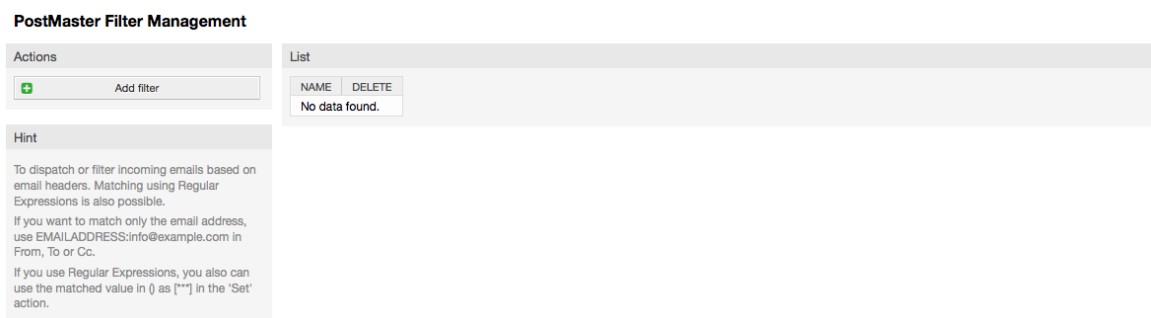 PostMaster Filter Management
Actions
Add filter
Hint
To dispatch or filter incoming emails based on
email headers. Matching using Regular
Expressions is also possible.
If you want to match only the email address,
use EMAILADDRESS:info@example.com in
From, To or Cc.
If you use Regular Expressions, you also can
use the matched value in () as [***] in the 'Set'
action.
List
NAME DELETE
No data found.